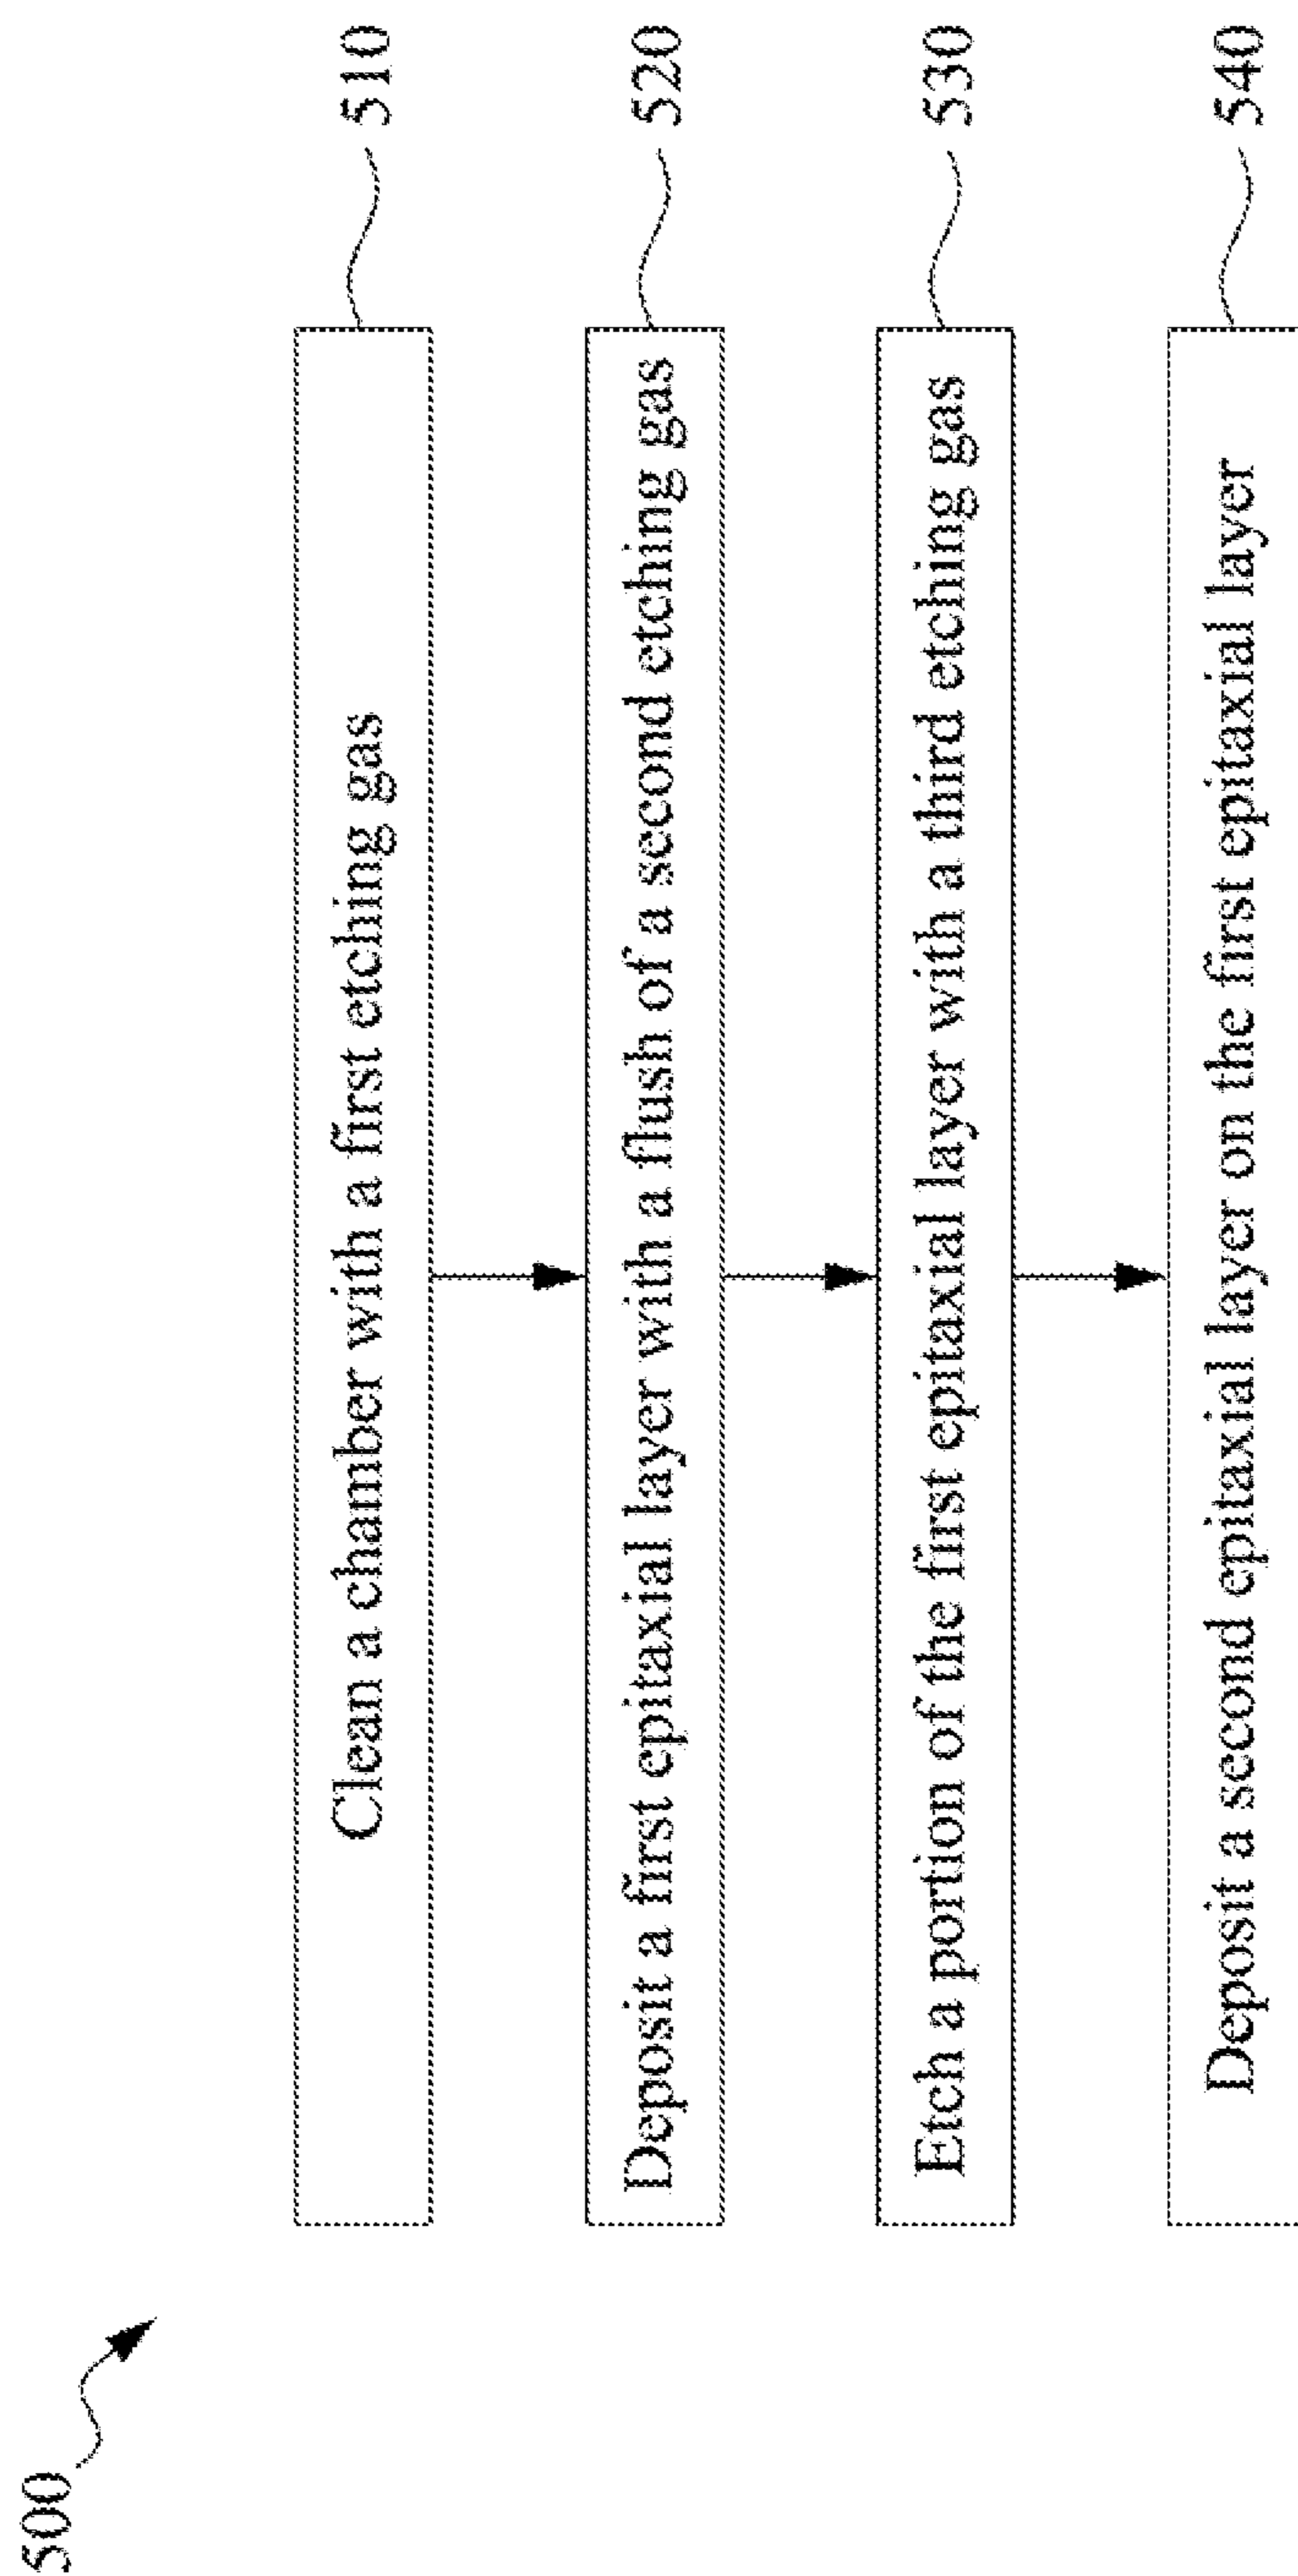 500
Clean a chamber with a first etching gas
510
Deposit a first epitaxial layer with a flush of a second etching gas
520
Etch a portion of the first epitaxial layer with a third etching gas
530
Deposit a second epitaxial layer on the first epitaxial layer
540